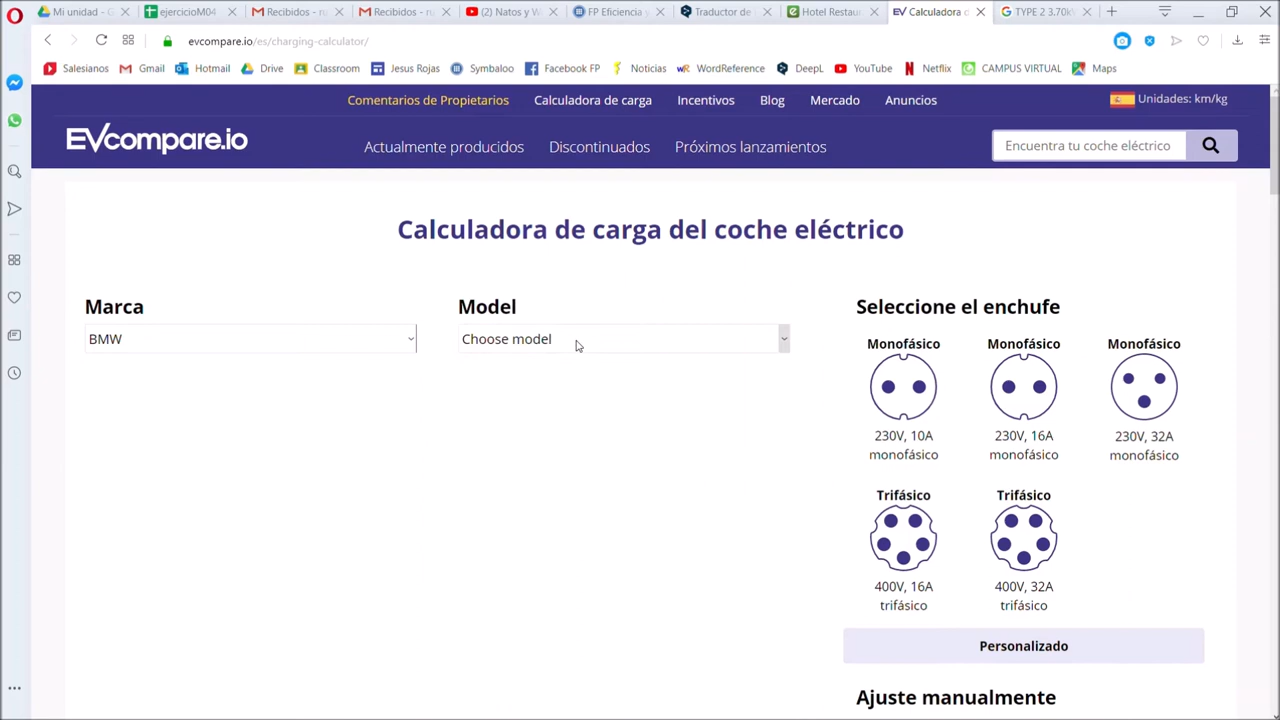 Mi unidad - G
ejercicioM04
Recibidos - ru
Recibidos - ru
(2) Natos y W
FP Eficiencia y
Traductor de
Hotel Restau
EV Calculadora d
TYPE 2 3.70k
evcompare.io/es/charging-calculator/
Salesianos
Gmail
Hotmail
Drive
Classroom
Jesus Rojas
Symbaloo
Facebook FP
Noticias
WordReference
DeepL
YouTube
Netflix
CAMPUS VIRTUAL
Maps
Comentarios de Propietarios
Calculadora de carga
Incentivos
Blog
Mercado
Anuncios
Unidades: km/kg
EVcompare.io
Actualmente producidos
Discontinuados
Próximos lanzamientos
Encuentra tu coche eléctrico
Calculadora de carga del coche eléctrico
Marca
BMW
Model
Choose model
Seleccione el enchufe
Monofásico
230V, 10A
monofásico
Monofásico
230V, 16A
monofásico
Monofásico
230V, 32A
monofásico
Trifásico
400V, 16A
trifásico
Trifásico
400V, 32A
trifásico
Personalizado
Ajuste manualmente